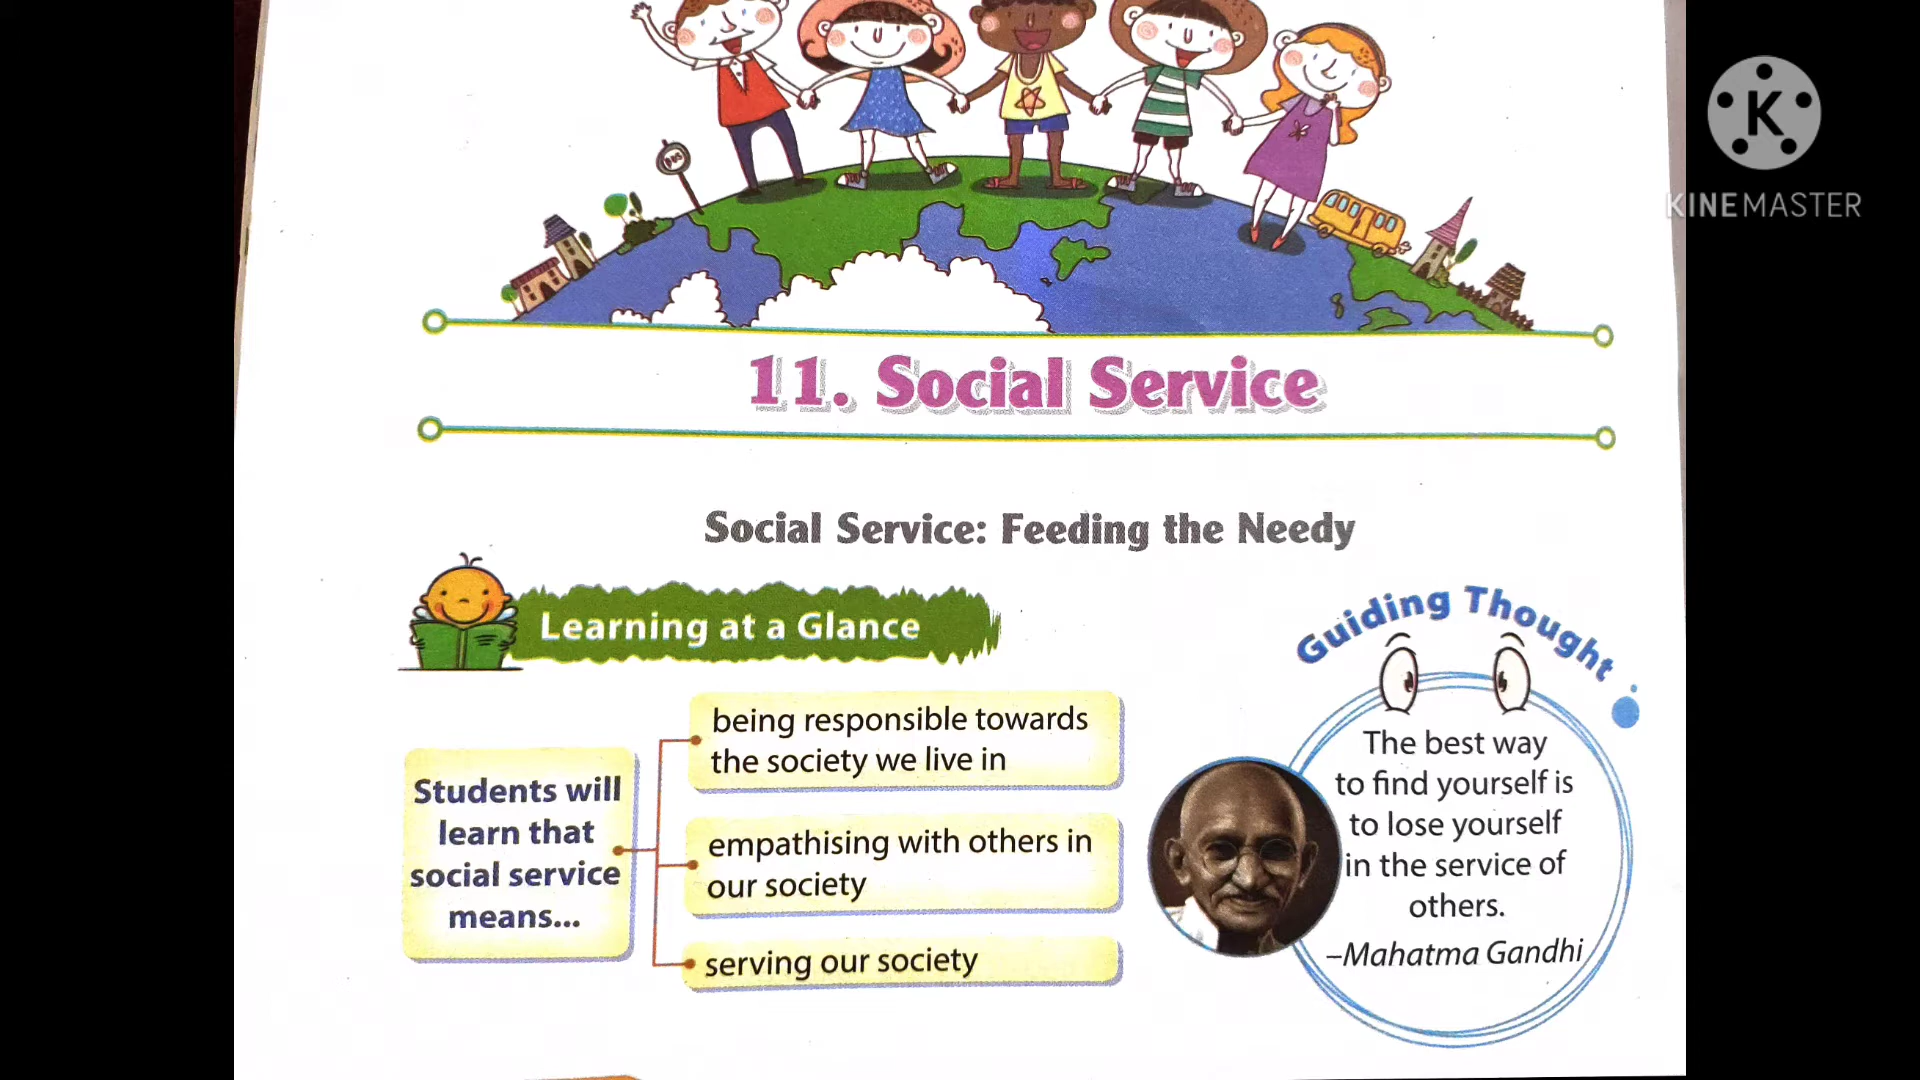 K
KINEMASTER
BUS
11. Social Service
Social Service: Feeding the Needy
Learning at a Glance
Guiding Thought
Students will
learn that
social service
means...
being responsible towards
the society we live in
empathising with others in
our society
serving our society
The best way
to find yourself is
to lose yourself
in the service of
others.
–Mahatma Gandhi